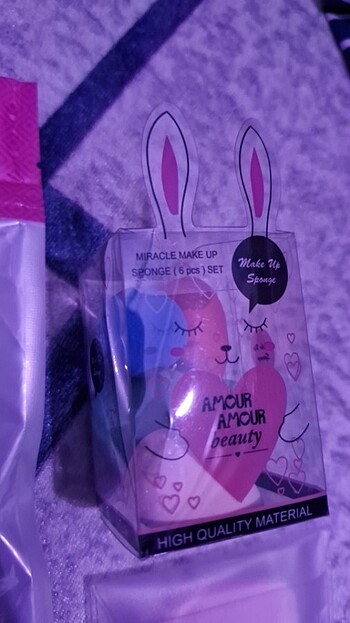 MIRACLE MAKE UP
SPONGE ( 6 pcs ) SET
Make Up
Sponge
AMOUR
AMOUR
beauty
HIGH QUALITY MATERIAL